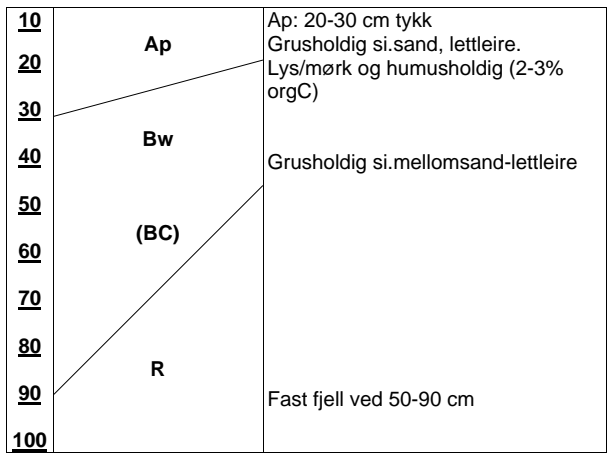 10
Ap
Ap: 20-30 cm tykk
Grusholdig si.sand, lettleire.
20
Lys/mørk og humusholdig (2-3%
orgC)
30
Bw
40
Grusholdig si.mellomsand-lettleire
50
(BC)
60
70
80
R
90
Fast fjell ved 50-90 cm
100